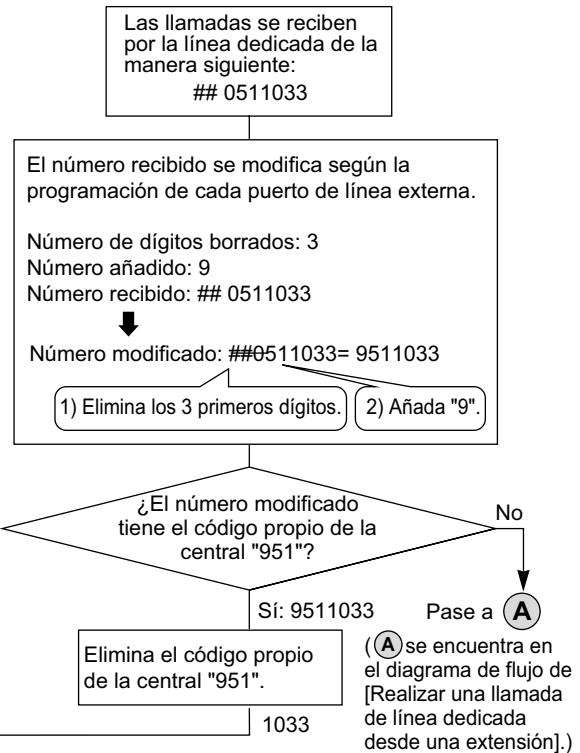 Las llamadas se reciben
por la línea dedicada de la
manera siguiente:
## 0511033
El número recibido se modifica según la
programación de cada puerto de línea externa.
Número de dígitos borrados: 3
Número añadido: 9
Número recibido: ## 0511033
Número modificado: ##0511033= 9511033
1) Elimina los 3 primeros dígitos.
2) Añada "9".
¿El número modificado
tiene el código propio de la
central "951"?
No
Sí: 9511033
Pase a A
(A se encuentra en
el diagrama de flujo de
[Realizar una llamada
de línea dedicada
desde una extensión].)
Elimina el código propio
de la central "951".
1033